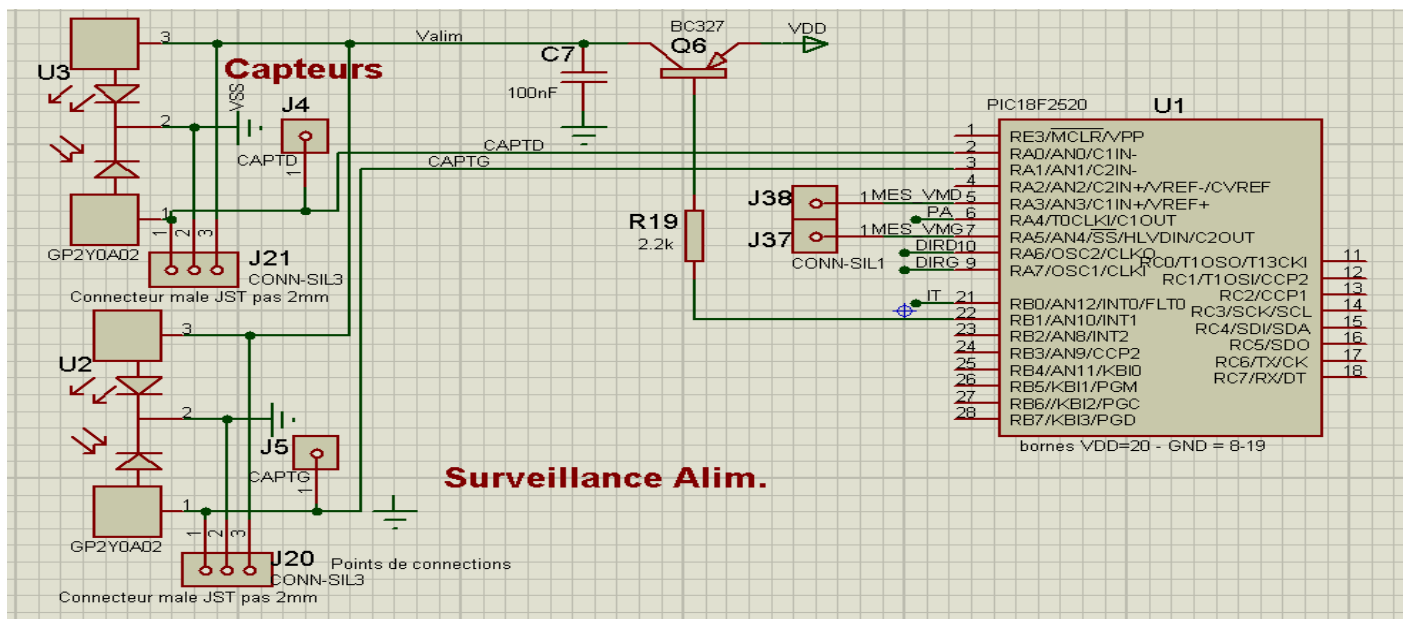 3
U3
Capteurs
VSS
2
J4
CAPTD
1
1
1
2
3
GP2Y0A02
J21
CONN-SIL3
Connecteur male JST pas 2mm
Valim
C7
100nF
BC327
Q6
VDD
CAPTD
CAPTG
R19
2.2k
J38
J37
CONN-SIL1
1
MES_VMD
PA
1
MES_VMG
DIRD
DIRG
IT
PIC18F2520
U1
1 RE3/MCLR/VPP
2 RA0/AN0/C1IN-
3 RA1/AN1/C2IN-
4 RA2/AN2/C2IN+/VREF-/CVREF
5 RA3/AN3/C1IN+/VREF+
6 RA4/T0CLKI/C1OUT
7 RA5/AN4/SS/HLVDIN/C2OUT
10 RA6/OSC2/CLKO
9 RA7/OSC1/CLKI
21 RB0/AN12/INT0/FLT0
22 RB1/AN10/INT1
23 RB2/AN8/INT2
24 RB3/AN9/CCP2
25 RB4/AN11/KBI0
26 RB5/KBI1/PGM
27 RB6//KBI2/PGC
28 RB7/KBI3/PGD
RC0/T1OSO/T13CKI 11
RC1/T1OSI/CCP2 12
RC2/CCP1 13
RC3/SCK/SCL 14
RC4/SDI/SDA 15
RC5/SDO 16
RC6/TX/CK 17
RC7/RX/DT 18
bornes VDD=20 - GND = 8-19
3
U2
2
J5
CAPTG
1
1
1
2
3
GP2Y0A02
J20
CONN-SIL3
Points de connections
Connecteur male JST pas 2mm
Surveillance Alim.